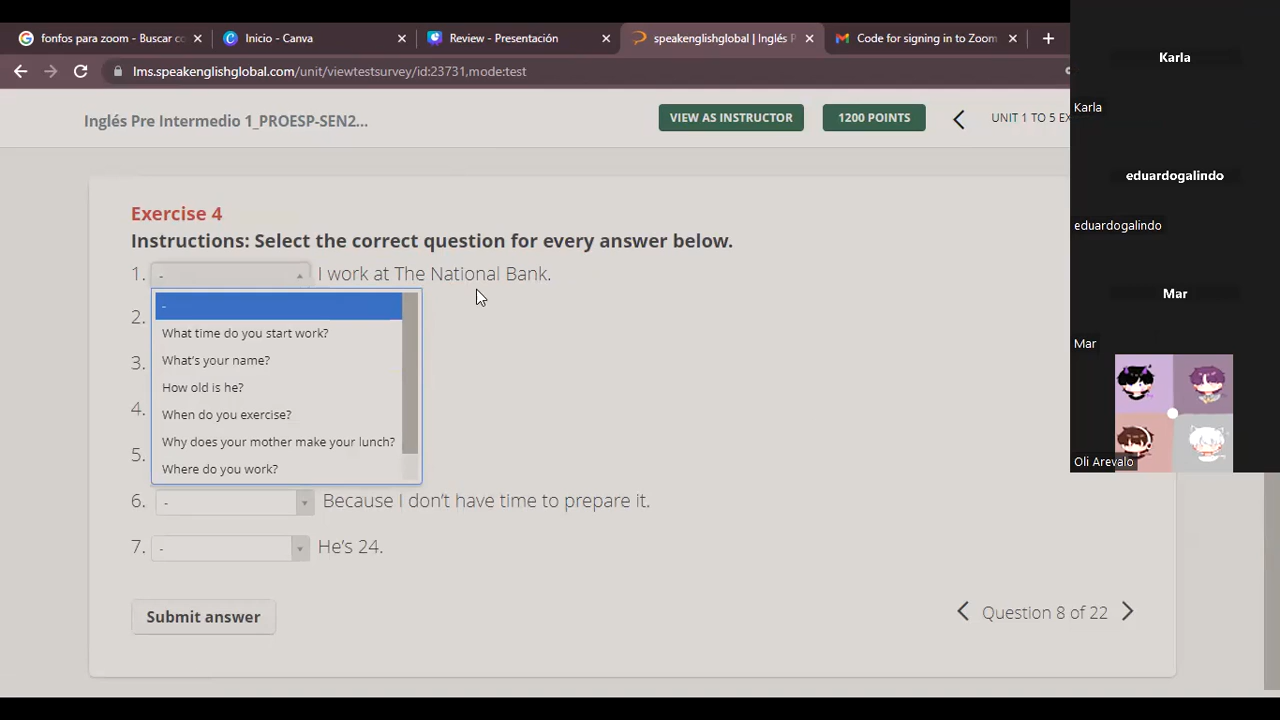 fonfos para zoom - Buscar co
Inicio - Canva
Review - Presentación
speakenglishglobal | Inglés P
Code for signing in to Zoom
lms.speakenglishglobal.com/unit/viewtestsurvey/id:23731,mode:test
Inglés Pre Intermedio 1_PROESP-SEN2...
VIEW AS INSTRUCTOR
1200 POINTS
UNIT 1 TO 5 EX
Exercise 4
Instructions: Select the correct question for every answer below.
1. - I work at The National Bank.
-
What time do you start work?
What's your name?
How old is he?
When do you exercise?
Why does your mother make your lunch?
Where do you work?
2.
3.
4.
5.
6. - Because I don't have time to prepare it.
7. - He's 24.
Submit answer
Question 8 of 22
Karla
Karla
eduardogalindo
eduardogalindo
Mar
Mar
Oli Arevalo